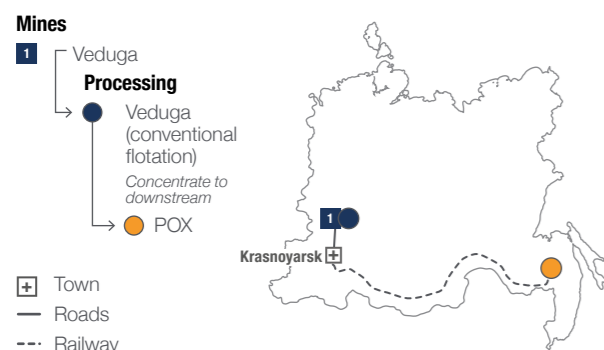 Mines
1 Veduga
Processing
Veduga
(conventional
flotation)
Concentrate to
downstream
POX
1
Krasnoyarsk
Town
Roads
Railway